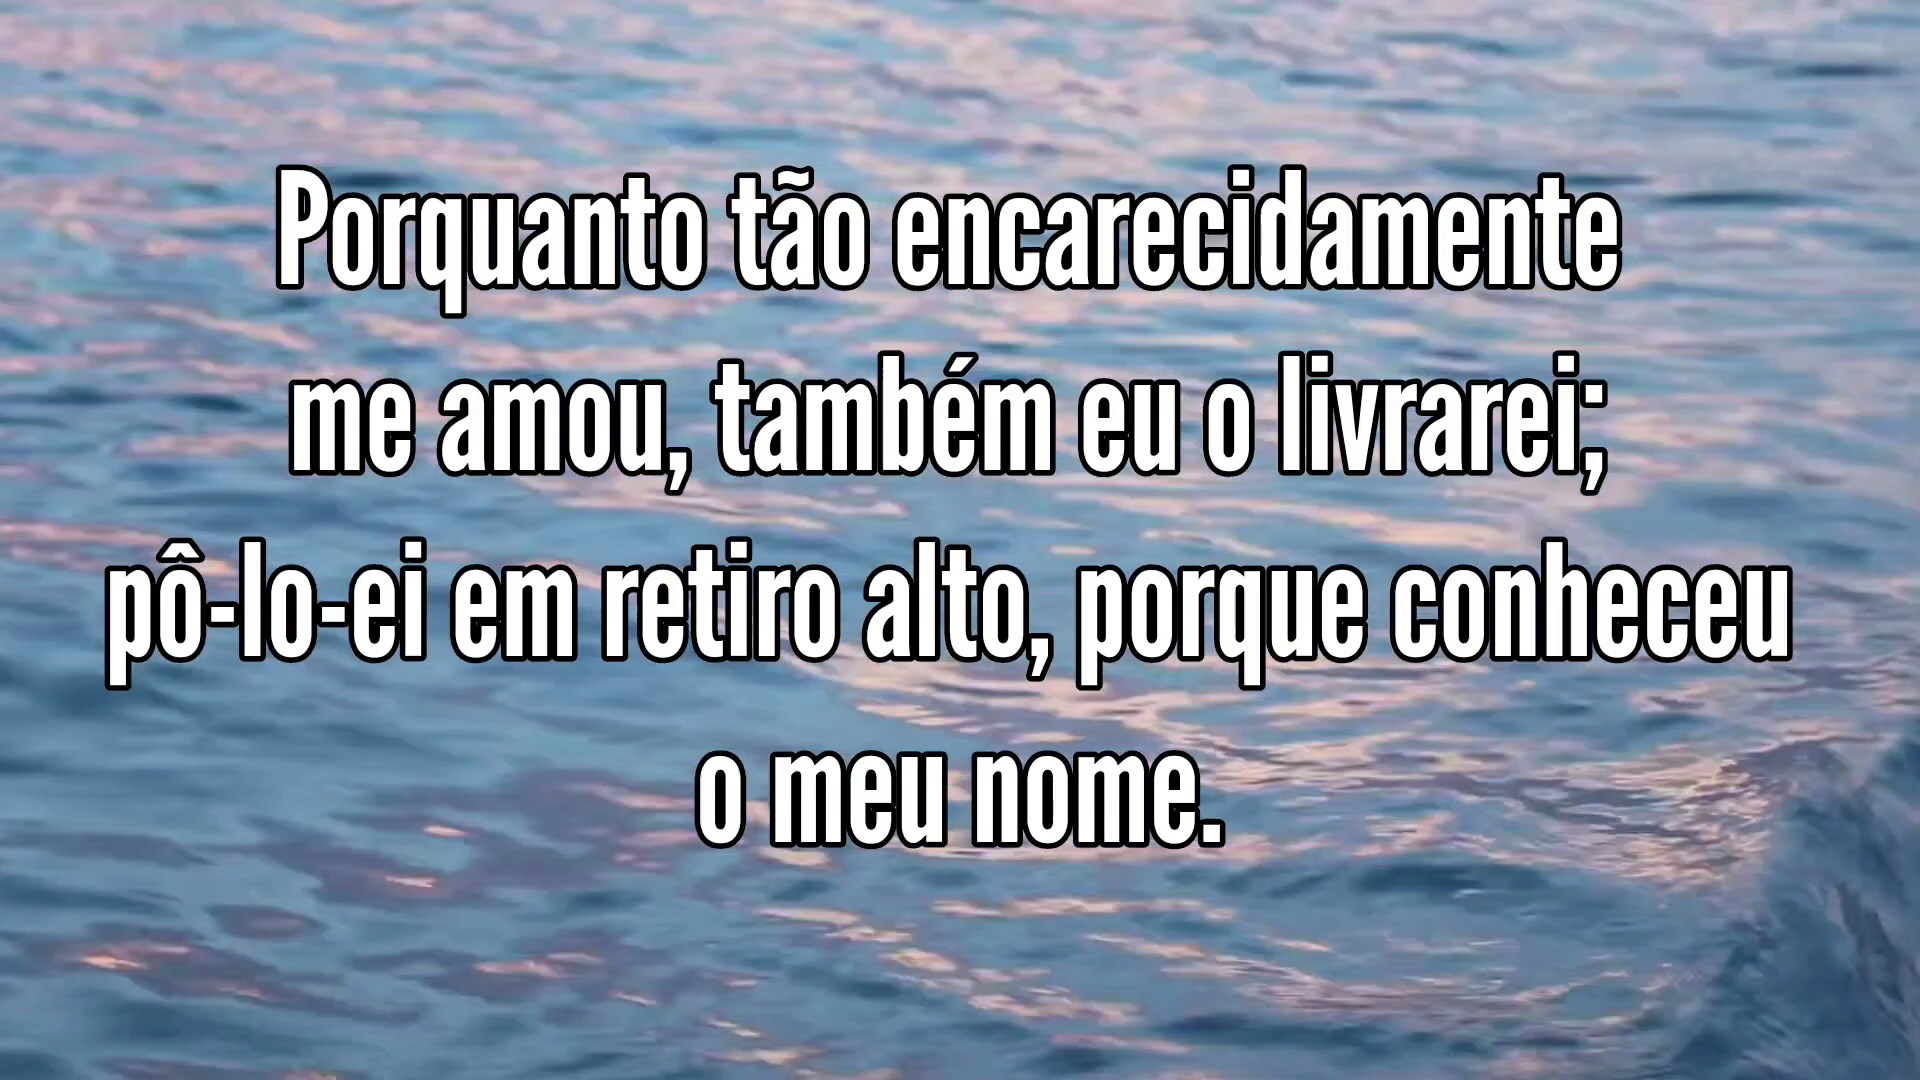 Porquanto tão encarecidamente
me amou, também eu o livrarei;
pô-lo-ei em retiro alto, porque conheceu
o meu nome.